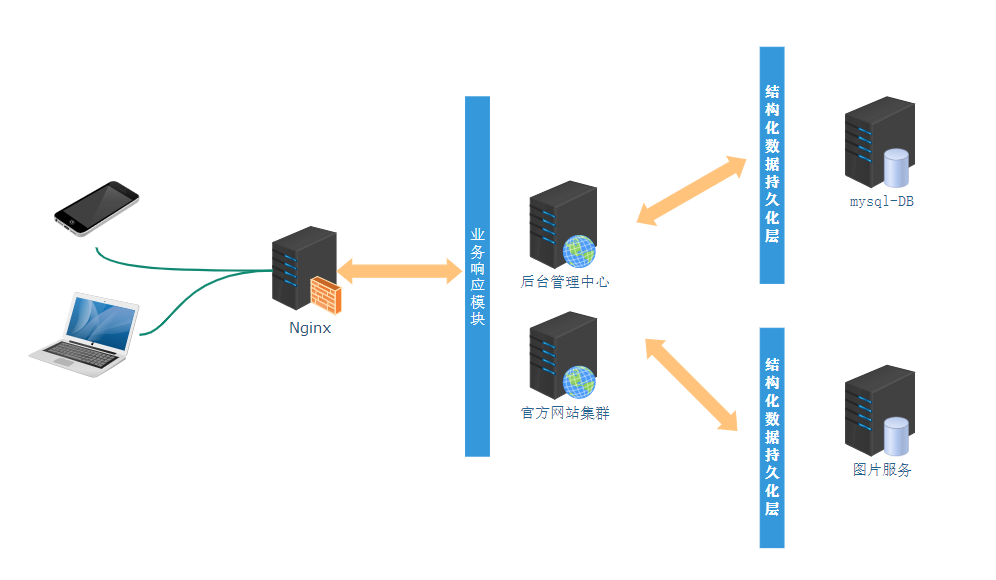 Nginx
业务响应模块
后台管理中心
官方网站集群
结构化数据持久化层
mysql-DB
结构化数据持久化层
图片服务